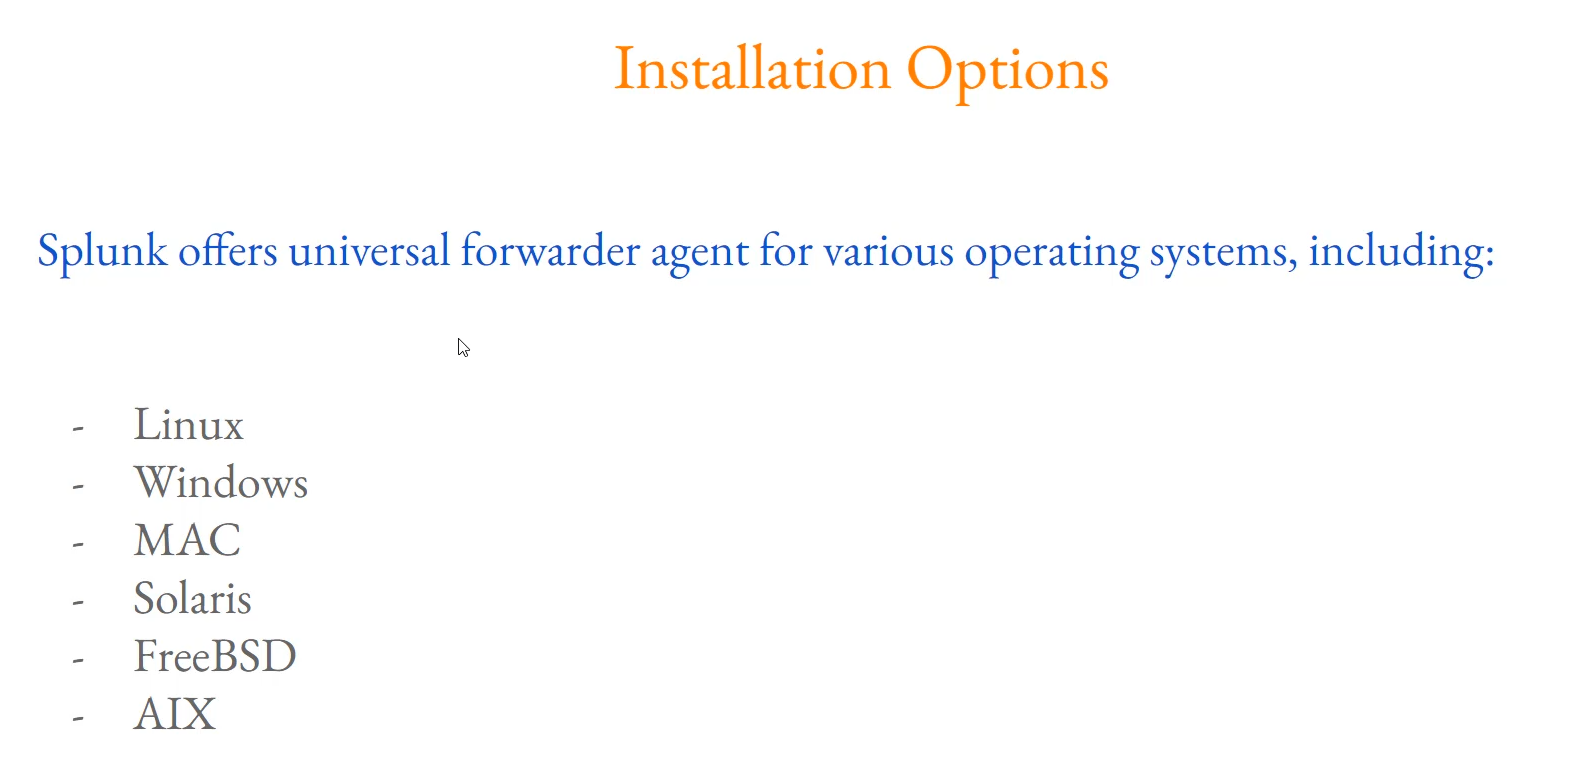 Installation Options
Splunk offers universal forwarder agent for various operating systems, including:
- Linux
- Windows
- MAC
- Solaris
- FreeBSD
- AIX